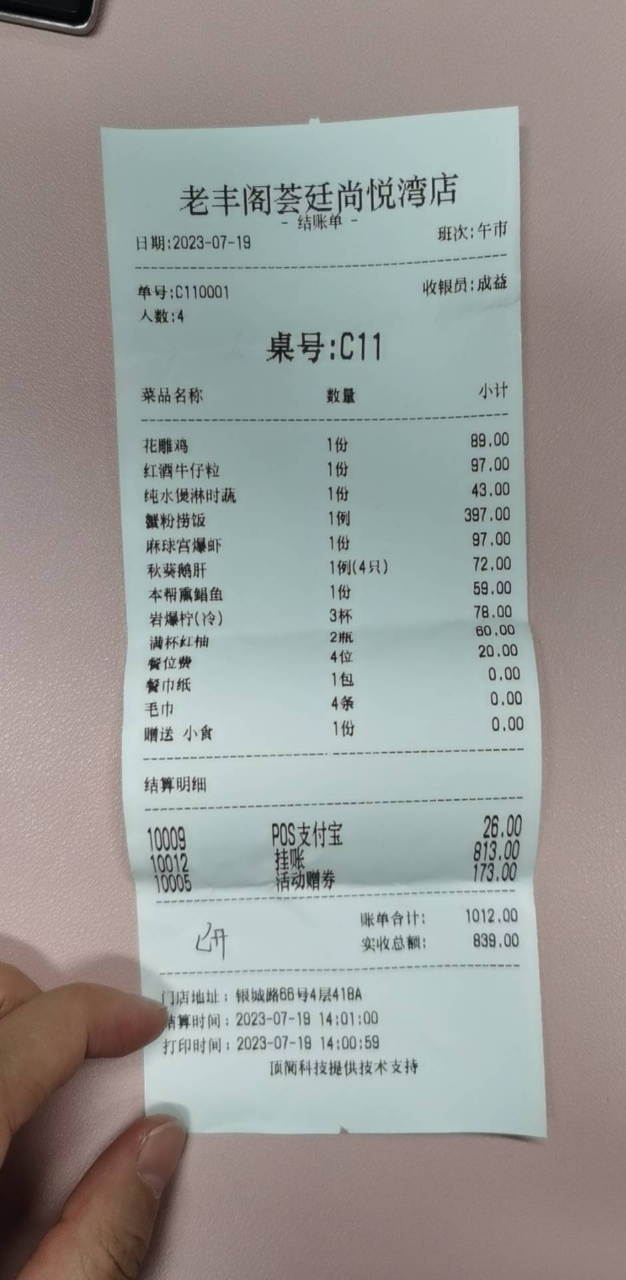 老丰阁荟廷尚悦湾店
- 结账单 -
日期:2023-07-19 班次:午市
单号:C110001 收银员:成益
人数:4
桌号:C11
菜品名称 数量 小计
花雕鸡 1份 89.00
红酒牛仔粒 1份 97.00
纯水煲淋时蔬 1份 43.00
蟹粉捞饭 1例 397.00
麻球宫爆虾 1份 97.00
秋葵鹅肝 1例(4只) 72.00
本帮熏鲳鱼 1份 59.00
岩爆柠(冷) 3杯 78.00
满杯红柚 2瓶 60.00
餐位费 4位 20.00
餐巾纸 1包 0.00
毛巾 4条 0.00
赠送 小食 1份 0.00
结算明细
10009 POS支付宝 26.00
10012 挂账 813.00
10005 活动赠券 173.00
账单合计: 1012.00
已开 实收总额: 839.00
门店地址: 银城路66号4层418A
结算时间: 2023-07-19 14:01:00
打印时间: 2023-07-19 14:00:59
顶简科技提供技术支持